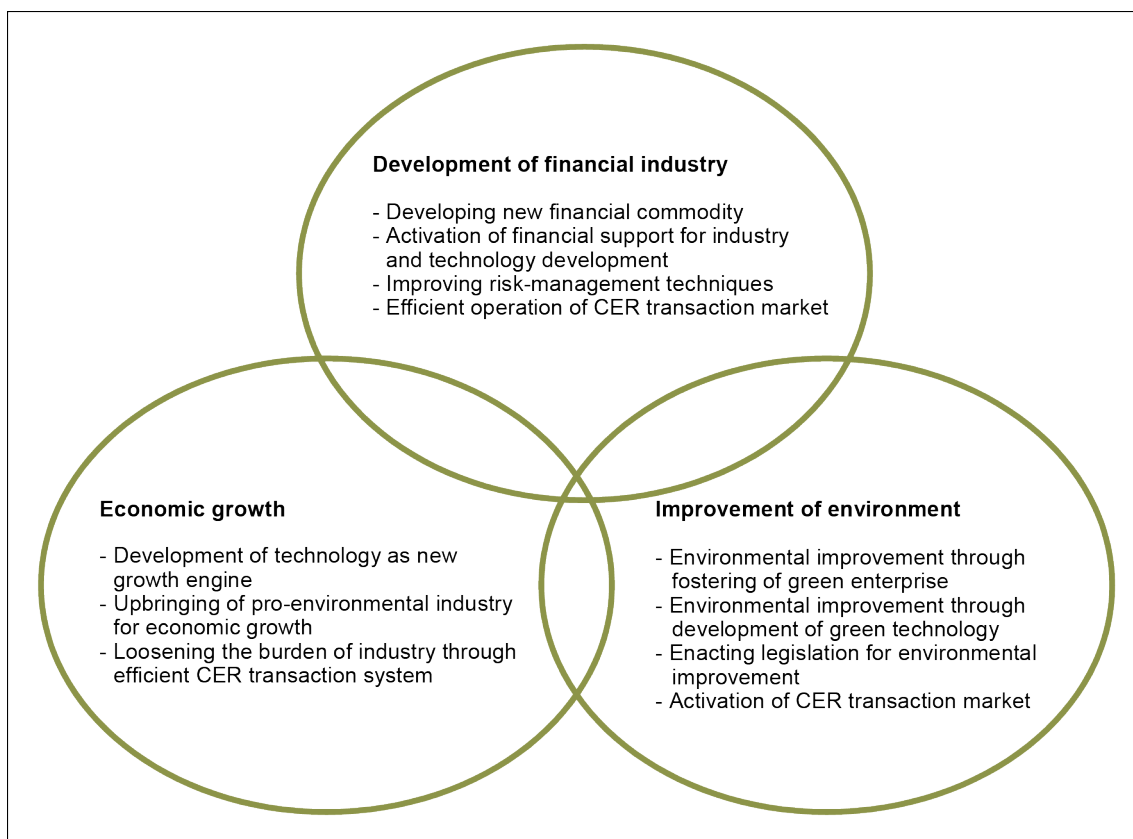 Development of financial industry
- Developing new financial commodity
- Activation of financial support for industry
and technology development
- Improving risk-management techniques
- Efficient operation of CER transaction market
Economic growth
- Development of technology as new
growth engine
- Upbringing of pro-environmental industry
for economic growth
- Loosening the burden of industry through
efficient CER transaction system
Improvement of environment
- Environmental improvement through
fostering of green enterprise
- Environmental improvement through
development of green technology
- Enacting legislation for environmental
improvement
- Activation of CER transaction market